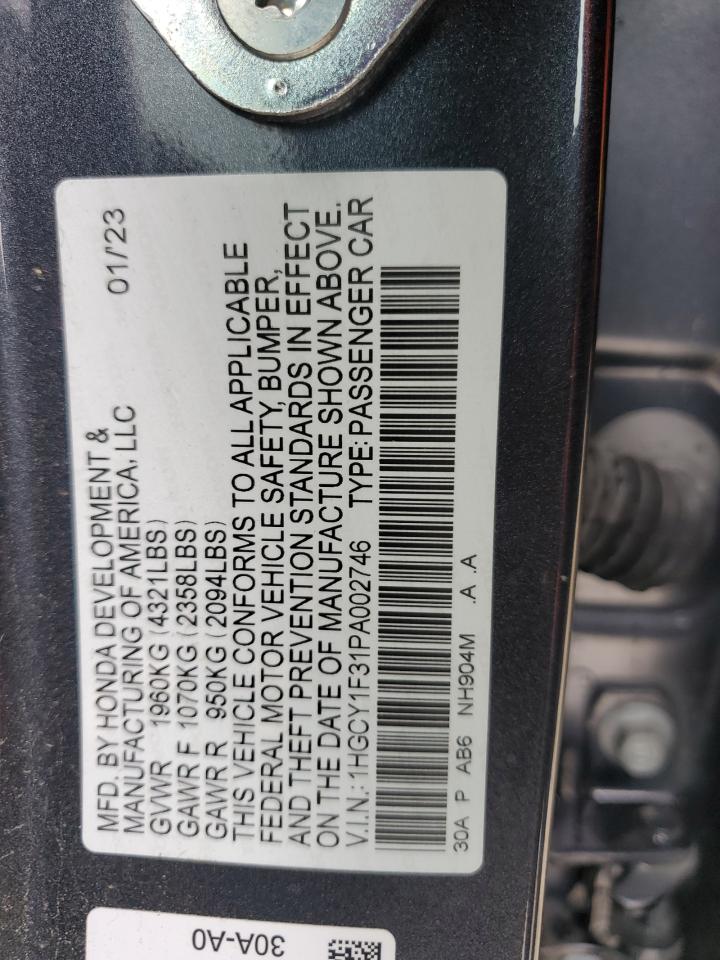 MFD. BY HONDA DEVELOPMENT &
MANUFACTURING OF AMERICA, LLC 01/'23
GVWR 1960KG (4321LBS)
GAWR F 1070KG (2358LBS)
GAWR R 950KG (2094LBS)
THIS VEHICLE CONFORMS TO ALL APPLICABLE
FEDERAL MOTOR VEHICLE SAFETY, BUMPER,
AND THEFT PREVENTION STANDARDS IN EFFECT
ON THE DATE OF MANUFACTURE SHOWN ABOVE.
V.I.N.: 1HGCY1F31PA002746 TYPE: PASSENGER CAR
30A P AB6 NH904M .A .A
30A-A0